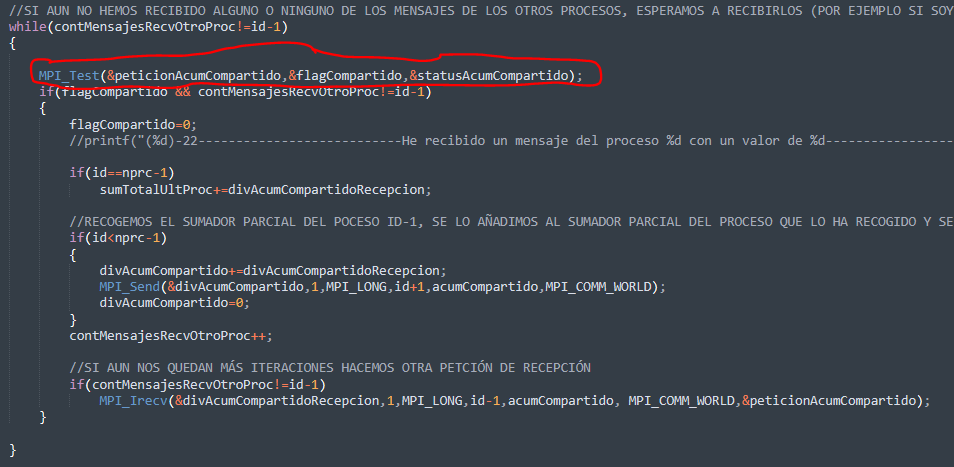 //SI AUN NO HEMOS RECIBIDO ALGUNO O NINGUNO DE LOS MENSAJES DE LOS OTROS PROCESOS, ESPERAMOS A RECIBIRLOS (POR EJEMPLO SI SOY
while(contMensajesRecvOtroProc!=id-1)
{
MPI_Test(&peticionAcumCompartido,&flagCompartido,&statusAcumCompartido);
if(flagCompartido && contMensajesRecvOtroProc!=id-1)
{
flagCompartido=0;
//printf("(%d)-22---------------------------He recibido un mensaje del proceso %d con un valor de %d-----------------
if(id==nprc-1)
sumTotalUltProc+=divAcumCompartidoRecepcion;
//RECOGEMOS EL SUMADOR PARCIAL DEL POCESO ID-1, SE LO AÑADIMOS AL SUMADOR PARCIAL DEL PROCESO QUE LO HA RECOGIDO Y SE
if(id<nprc-1)
{
divAcumCompartido+=divAcumCompartidoRecepcion;
MPI_Send(&divAcumCompartido,1,MPI_LONG,id+1,acumCompartido,MPI_COMM_WORLD);
divAcumCompartido=0;
}
contMensajesRecvOtroProc++;
//SI AUN NOS QUEDAN MÁS ITERACIONES HACEMOS OTRA PETCIÓN DE RECEPCIÓN
if(contMensajesRecvOtroProc!=id-1)
MPI_Irecv(&divAcumCompartidoRecepcion,1,MPI_LONG,id-1,acumCompartido, MPI_COMM_WORLD,&peticionAcumCompartido);
}
}